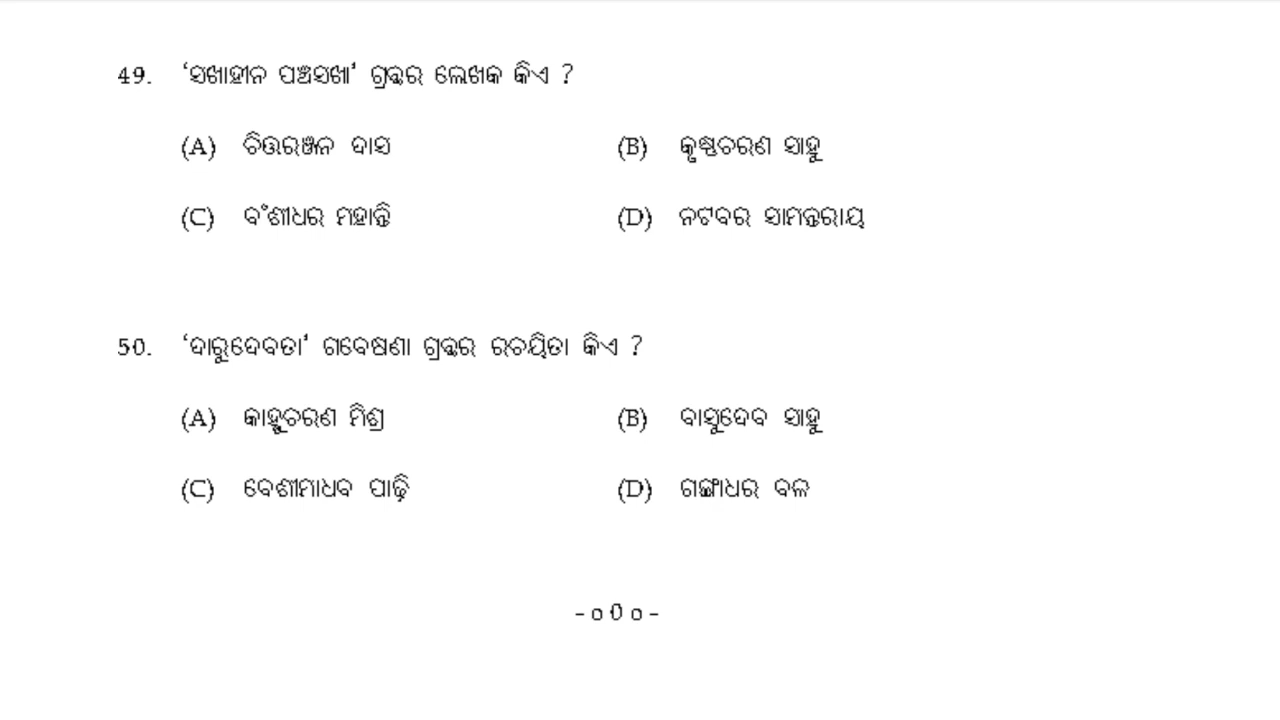 49. ‘ସଖାହୀନ ପଞ୍ଚସଖା’ ଗ୍ରନ୍ଥର ଲେଖକ କିଏ ?
(A) ଚିତ୍ତରଞ୍ଜନ ଦାସ (B) କୃଷ୍ଣଚରଣ ସାହୁ
(C) ବଂଶୀଧର ମହାନ୍ତି (D) ନଟବର ସାମନ୍ତରାୟ
50. ‘ଦାରୁଦେବତା’ ଗବେଷଣା ଗ୍ରନ୍ଥର ରଚୟିତା କିଏ ?
(A) କାହ୍ନୁଚରଣ ମିଶ୍ର (B) ବାସୁଦେବ ସାହୁ
(C) ବେଣୀମାଧବ ପାଢ଼ି (D) ଗଙ୍ଗାଧର ବଳ
- o 0 o -